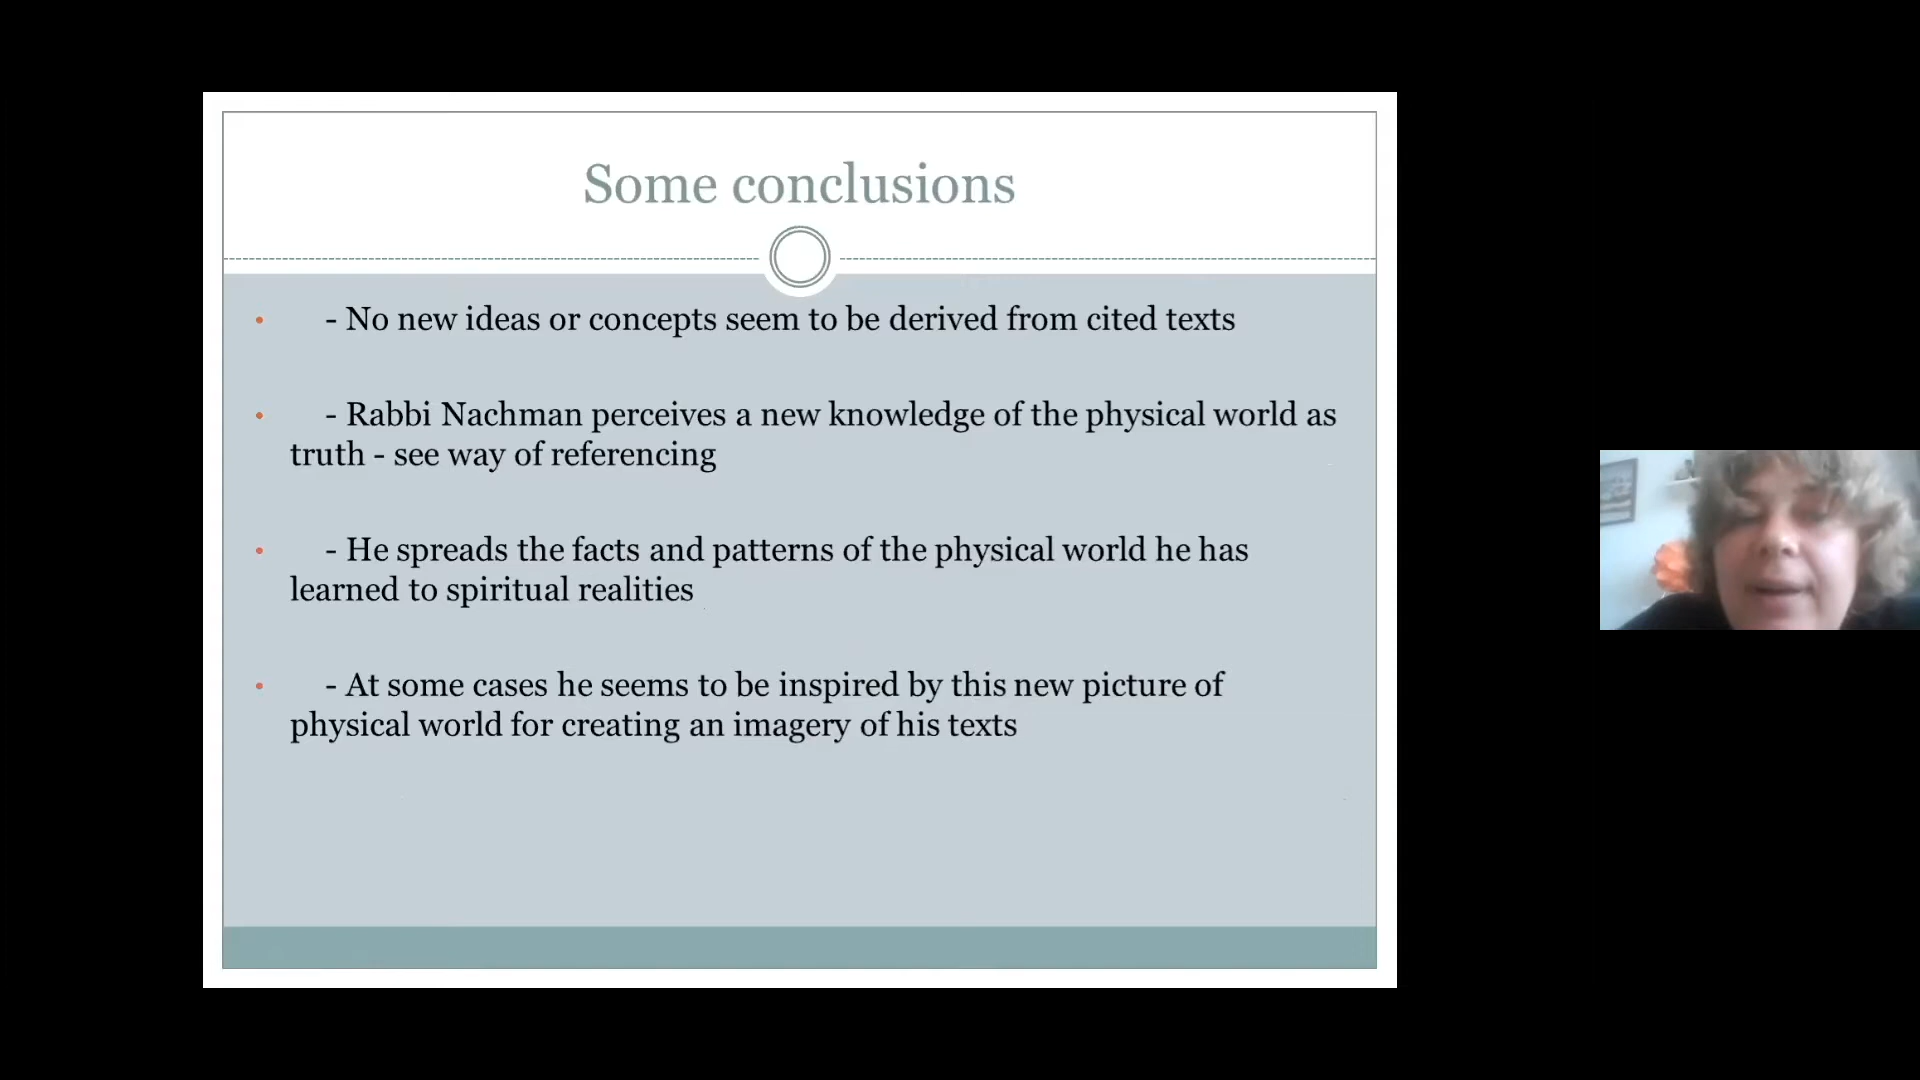 Some conclusions
- No new ideas or concepts seem to be derived from cited texts
- Rabbi Nachman perceives a new knowledge of the physical world as
truth - see way of referencing
- He spreads the facts and patterns of the physical world he has
learned to spiritual realities
- At some cases he seems to be inspired by this new picture of
physical world for creating an imagery of his texts